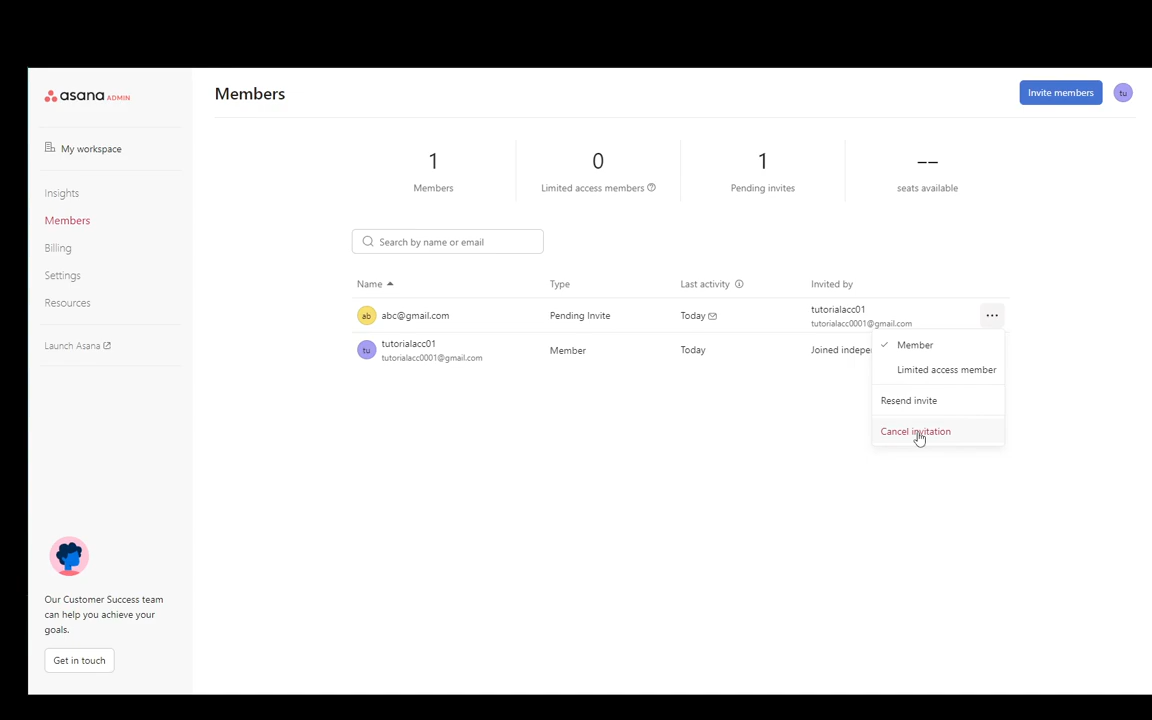 asana ADMIN
Members
Invite members
tu
My workspace
1
0
1
--
Members
Limited access members
Pending invites
seats available
Insights
Members
Billing
Settings
Resources
Launch Asana
Search by name or email
Name
Type
Last activity
Invited by
ab abc@gmail.com
Pending Invite
Today
tutorialacc01
tutorialacc0001@gmail.com
tu tutorialacc01
tutorialacc0001@gmail.com
Member
Today
Joined indepe
Member
Limited access member
Resend invite
Cancel invitation
Our Customer Success team
can help you achieve your
goals.
Get in touch